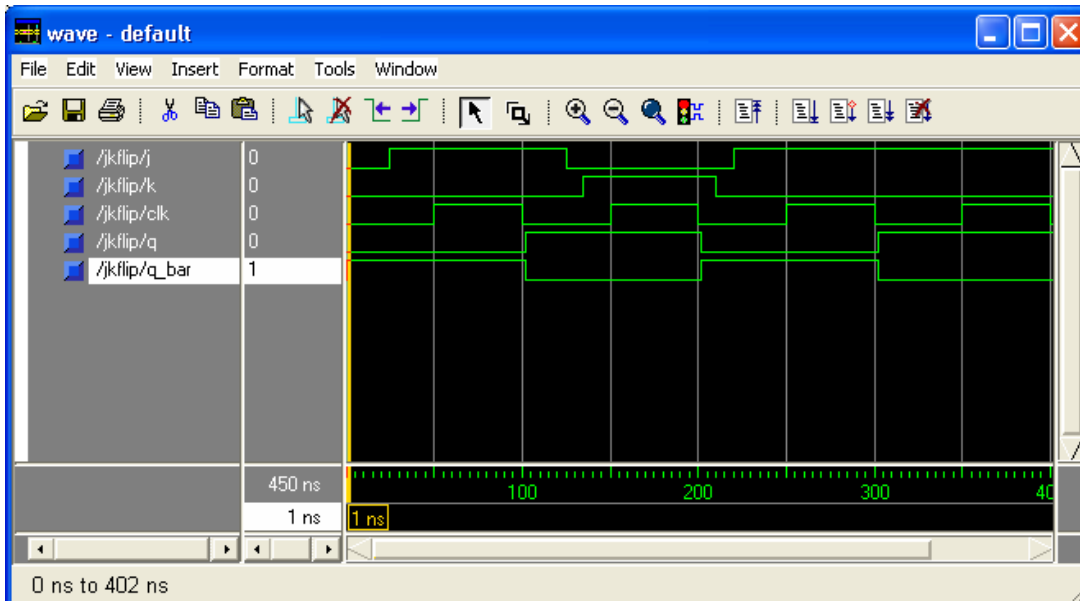 wave - default
File Edit View Insert Format Tools Window
/jkflip/j 0
/jkflip/k 0
/jkflip/clk 0
/jkflip/q 0
/jkflip/q_bar 1
450 ns 100 200 300 40
1 ns 1 ns
0 ns to 402 ns